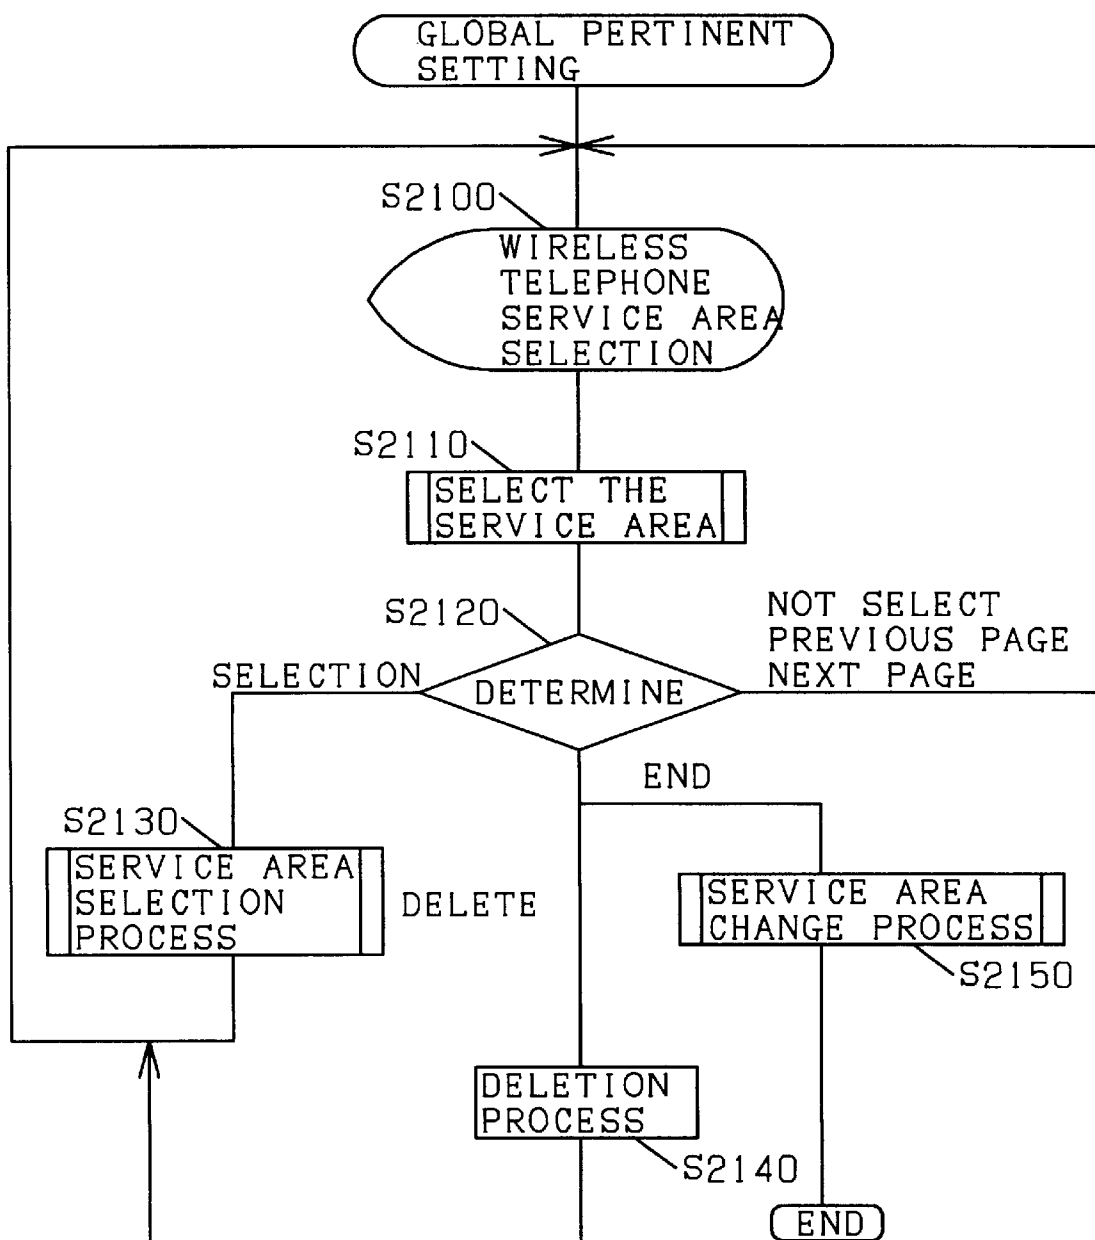 GLOBAL PERTINENT
SETTING
S2100
WIRELESS
TELEPHONE
SERVICE AREA
SELECTION
S2110
SELECT THE
SERVICE AREA
S2120
NOT SELECT
PREVIOUS PAGE
NEXT PAGE
SELECTION
DETERMINE
END
S2130
SERVICE AREA
SELECTION
PROCESS
DELETE
SERVICE AREA
CHANGE PROCESS
S2150
DELETION
PROCESS
S2140
END